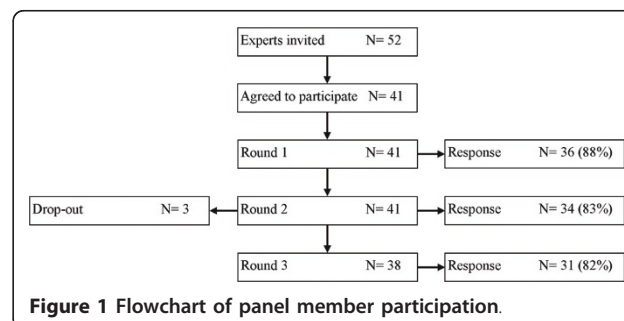 Experts invited N= 52
Agreed to participate N= 41
Round 1 N= 41 Response N= 36 (88%)
Drop-out N= 3 Round 2 N= 41 Response N= 34 (83%)
Round 3 N= 38 Response N= 31 (82%)
Figure 1 Flowchart of panel member participation.